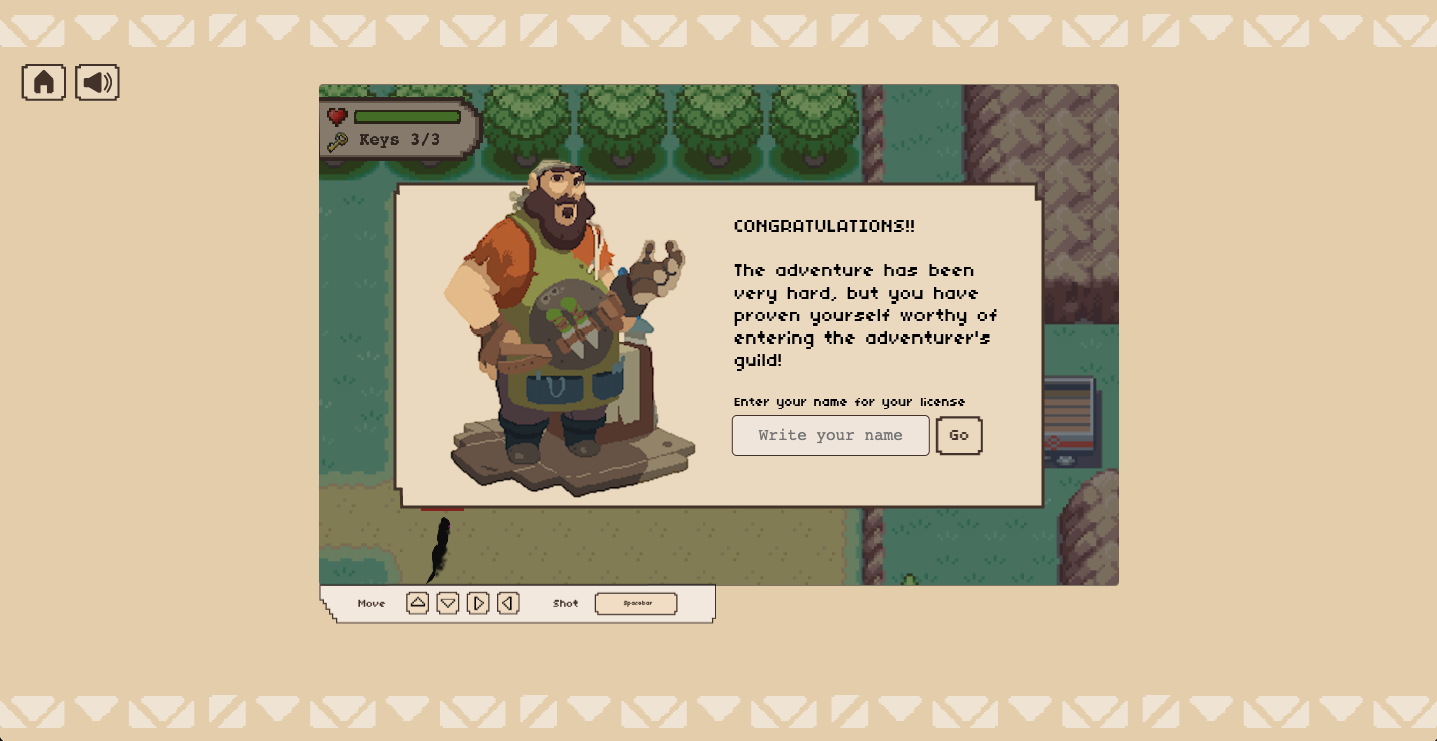 Keys 3/3
CONGRATULATIONS!!
The adventure has been
very hard, but you have
proven yourself worthy of
entering the adventurer's
guild!
Enter your name for your license
Write your name
Go
Move
Shot
Spacebar